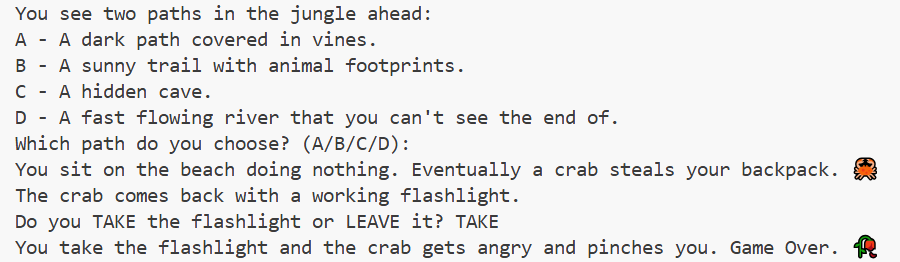 You see two paths in the jungle ahead:
A - A dark path covered in vines.
B - A sunny trail with animal footprints.
C - A hidden cave.
D - A fast flowing river that you can't see the end of.
Which path do you choose? (A/B/C/D):
You sit on the beach doing nothing. Eventually a crab steals your backpack. 🦀
The crab comes back with a working flashlight.
Do you TAKE the flashlight or LEAVE it? TAKE
You take the flashlight and the crab gets angry and pinches you. Game Over. 🥀